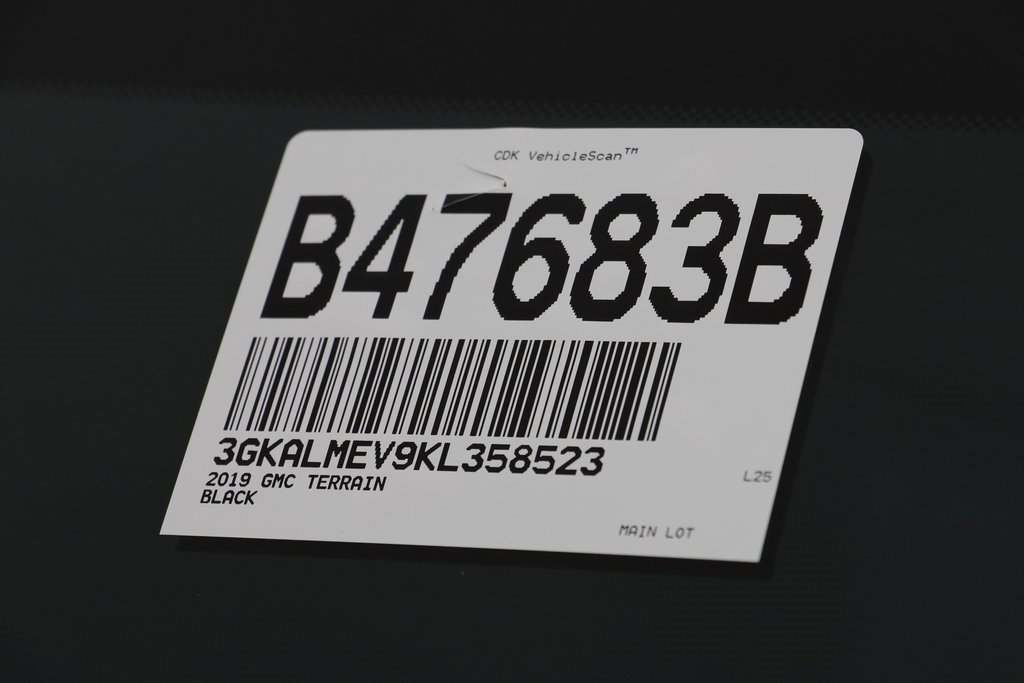 CDK VehicleScan™
B47683B
3GKALMEV9KL358523
2019 GMC TERRAIN
BLACK
L25
MAIN LOT